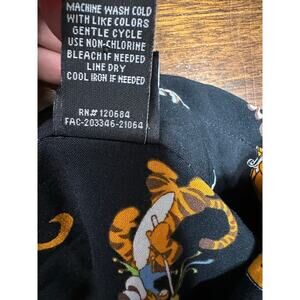 MACHINE WASH COLD
WITH LIKE COLORS
GENTLE CYCLE
USE NON-CHLORINE
BLEACH IF NEEDED
LINE DRY
COOL IRON IF NEEDED
RN# 120684
FAC-203346-21064